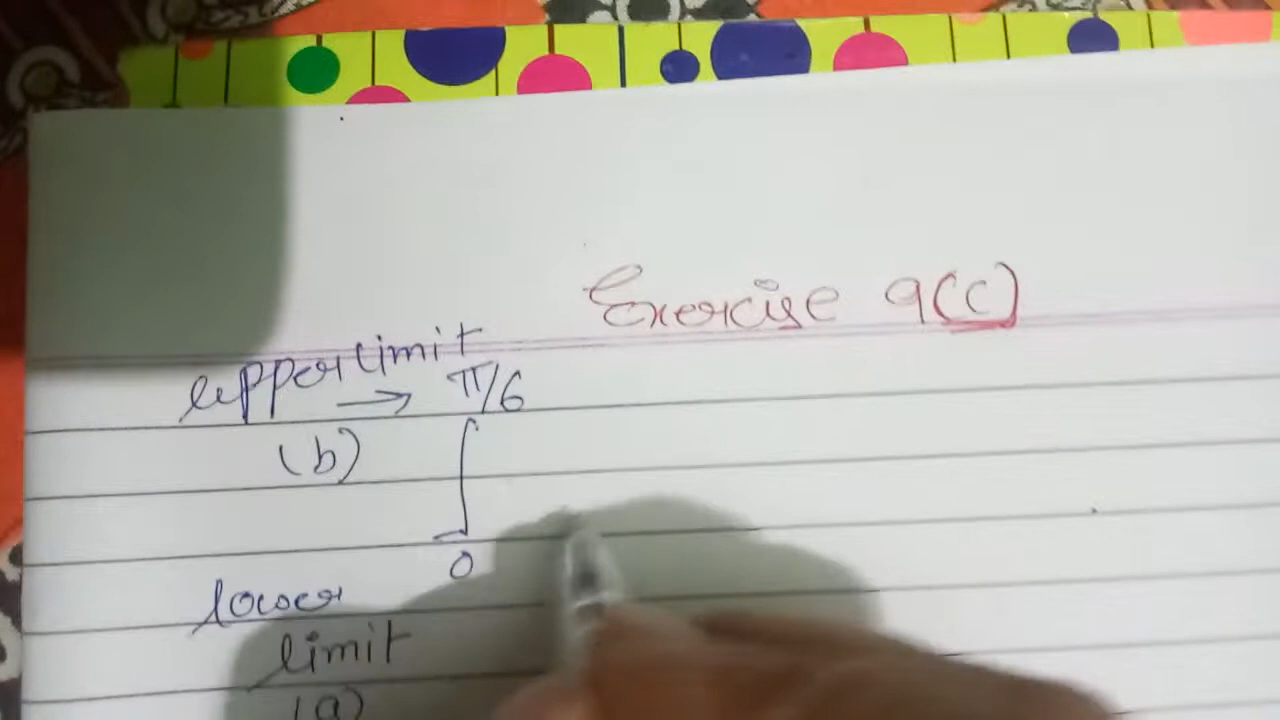 Exercise 9(C)
upper limit
→ π/6
(b) ∫
0
lower
limit
(a)